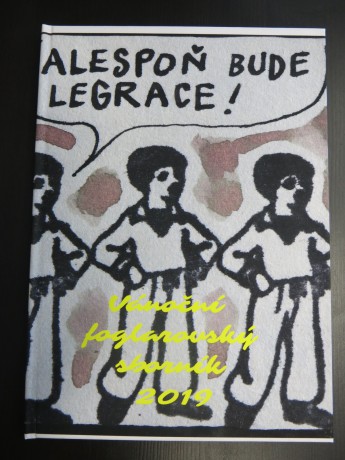 ALESPOŇ BUDE
LEGRACE!
Vánoční
foglarovský
sborník
2019